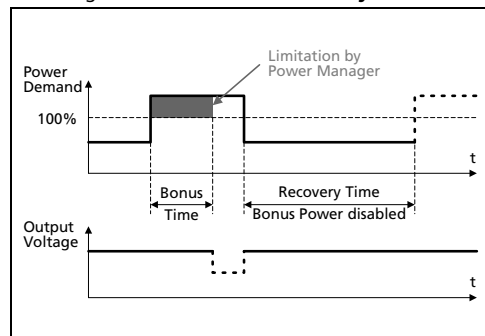 Limitation by
Power Manager
Power
Demand
100%
t
Bonus
Time
Recovery Time
Bonus Power disabled
Output
Voltage
t